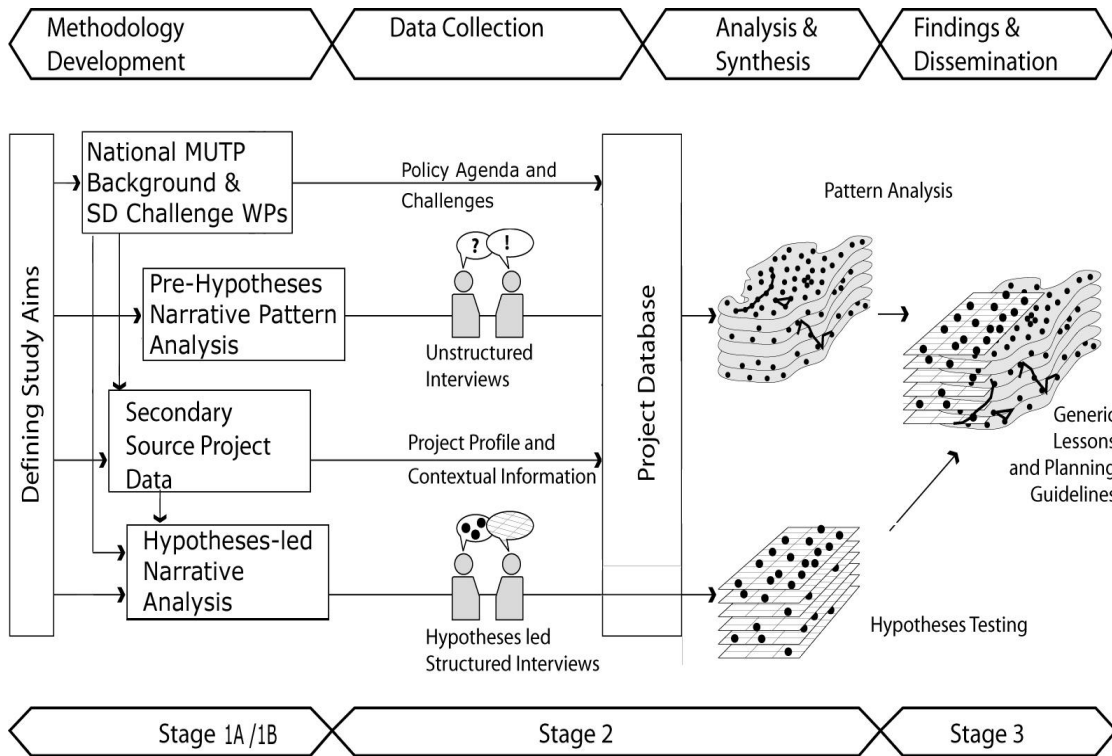 Methodology
Development
Data Collection
Analysis &
Synthesis
Findings &
Dissemination
Defining Study Aims
National MUTP
Background &
SD Challenge WPs
Policy Agenda and
Challenges
Pre-Hypotheses
Narrative Pattern
Analysis
?
!
Unstructured
Interviews
Secondary
Source Project
Data
Project Profile and
Contextual Information
Hypotheses-led
Narrative
Analysis
Hypotheses led
Structured Interviews
Project Database
Pattern Analysis
Hypotheses Testing
Generic
Lessons
and Planning
Guidelines
Stage 1A /1B
Stage 2
Stage 3